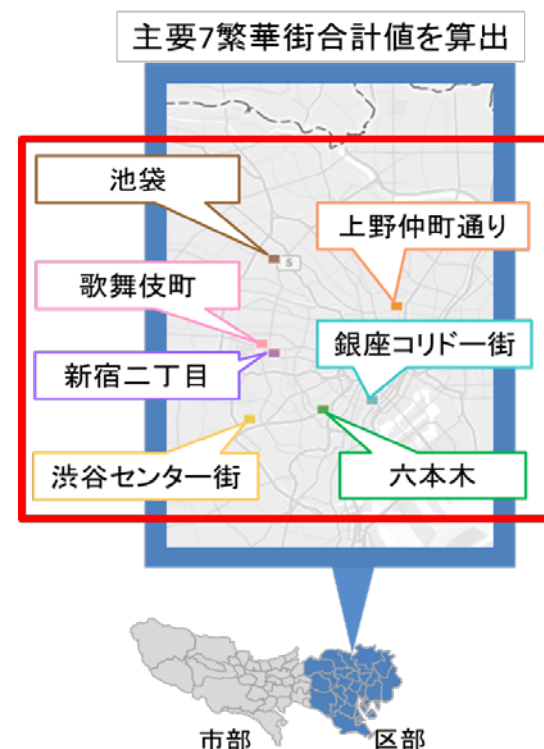 主要7繁華街合計値を算出
池袋
上野仲町通り
5
歌舞伎町
銀座コリドー街
新宿二丁目
渋谷センター街
六本木
市部
区部